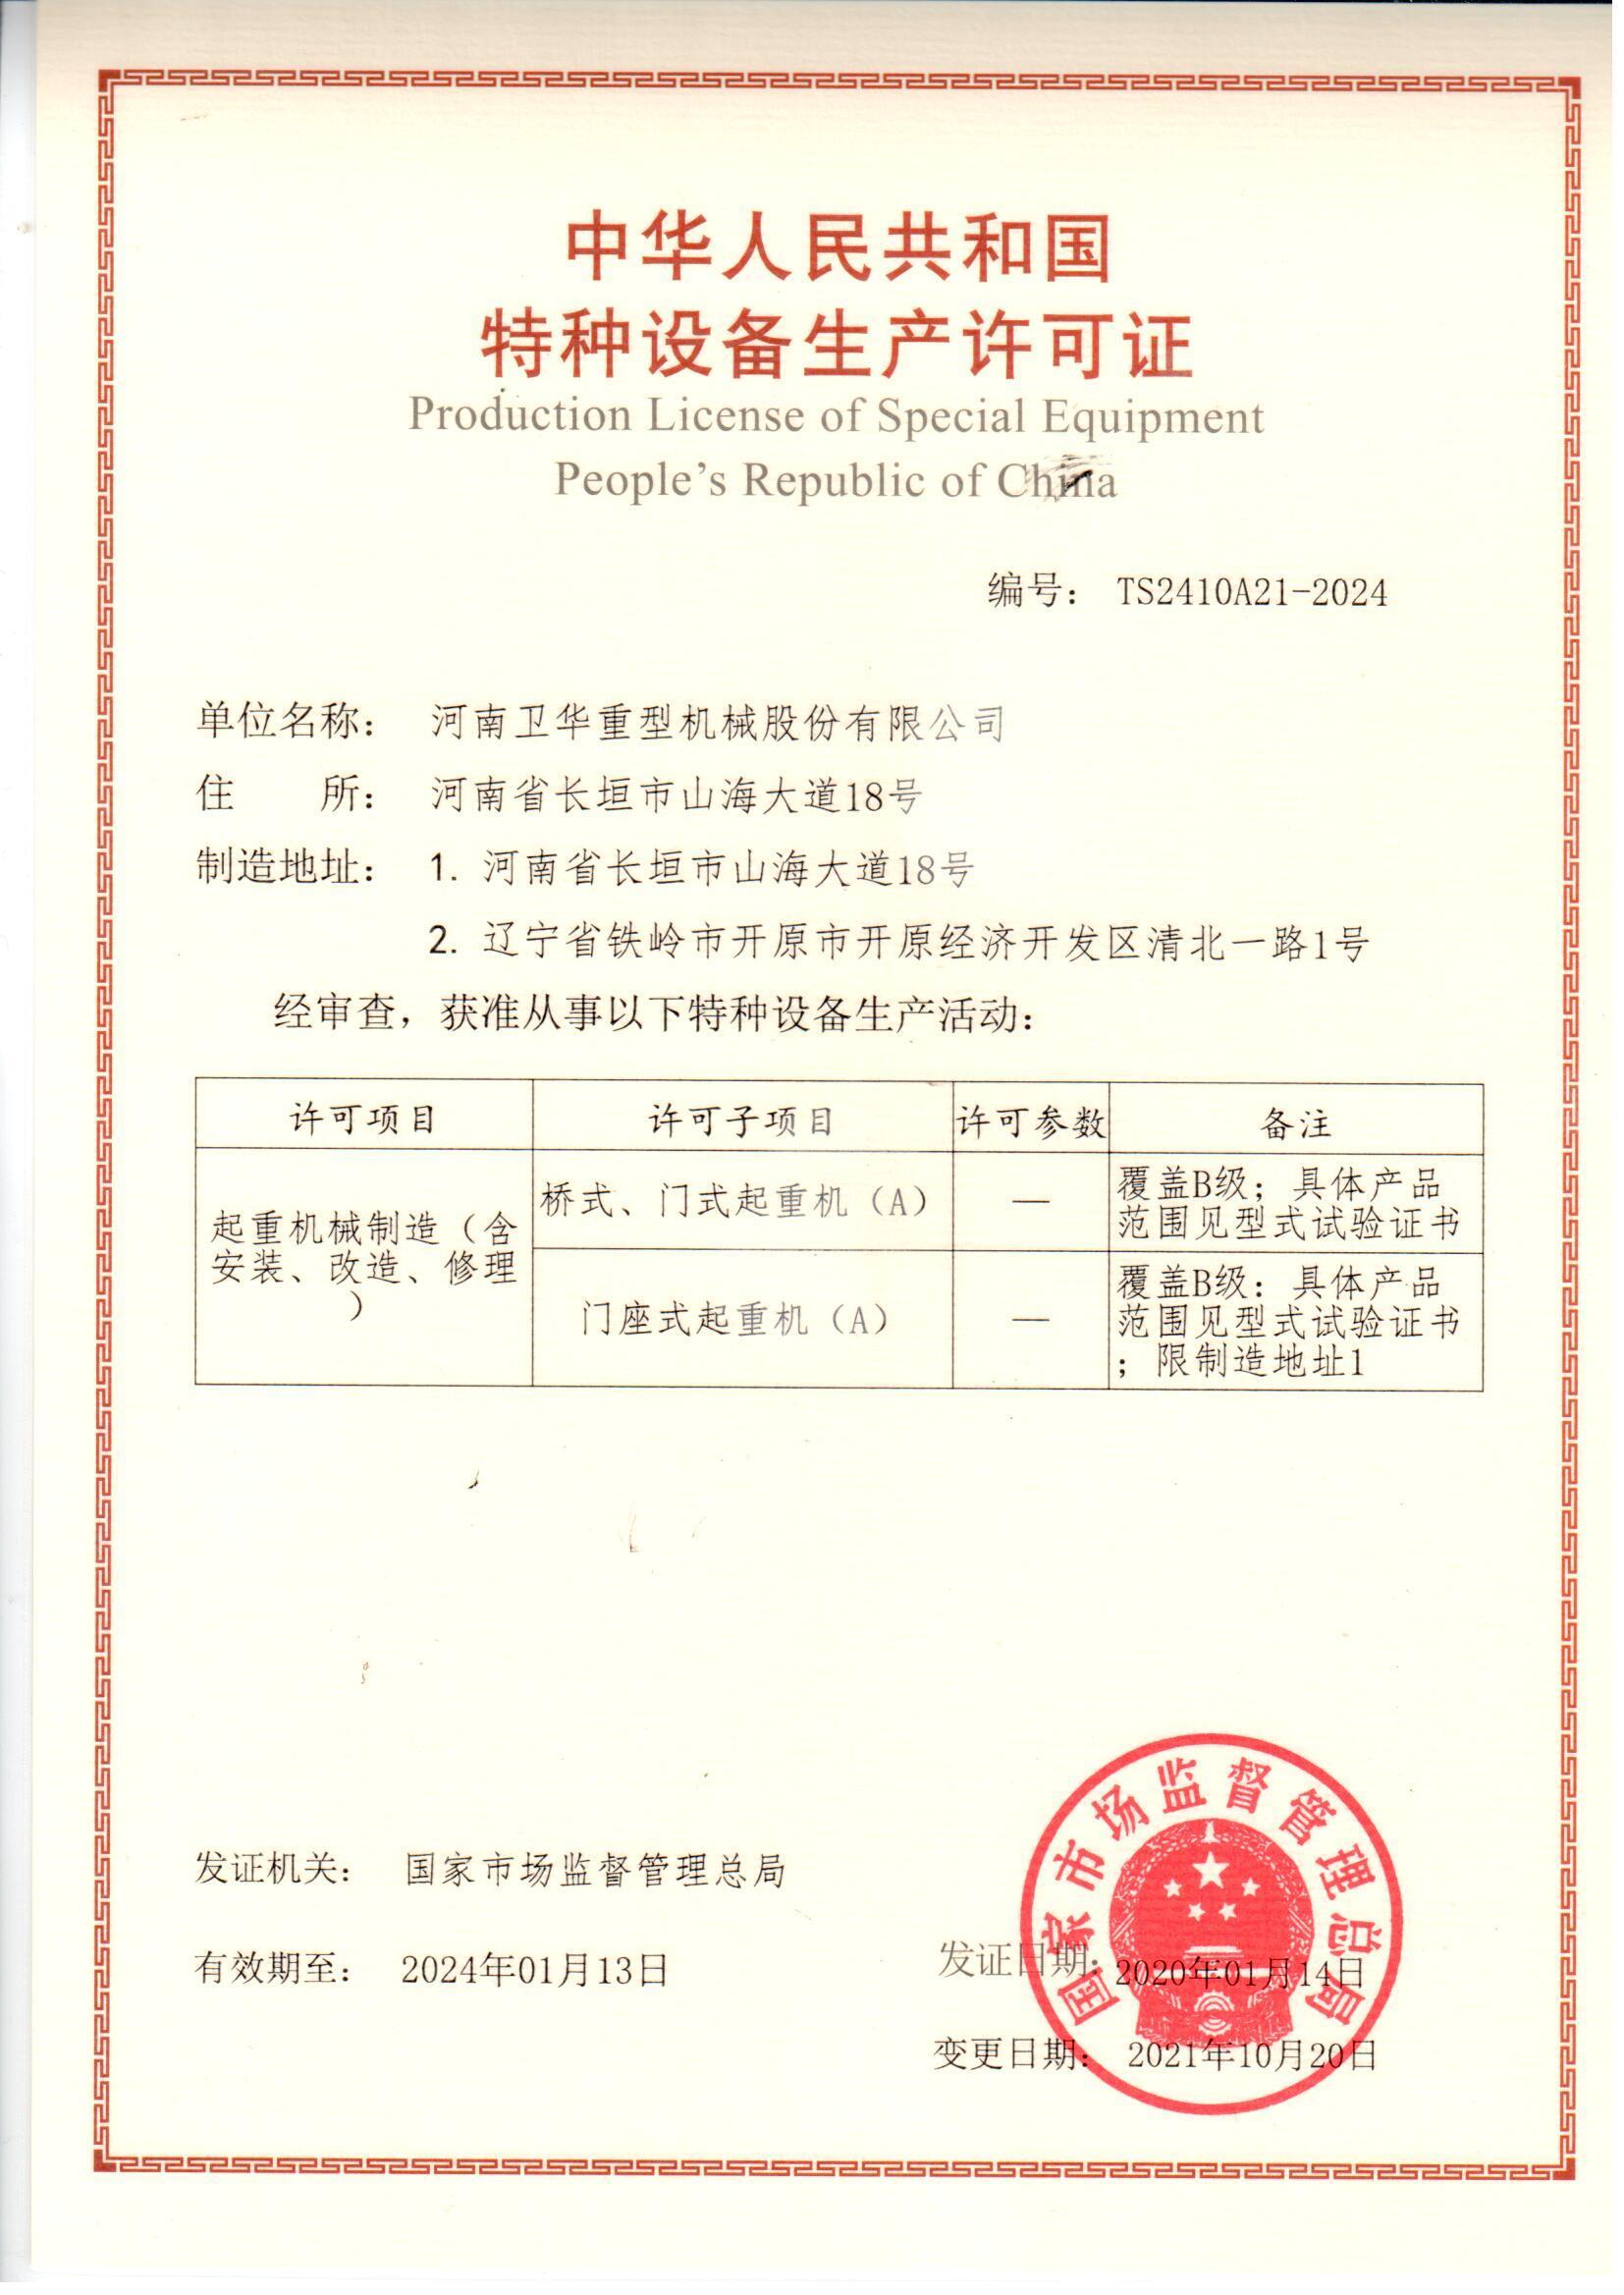 中华人民共和国
特种设备生产许可证
Production License of Special Equipment
People's Republic of China
编号： TS2410A21-2024
单位名称： 河南卫华重型机械股份有限公司
住　　所： 河南省长垣市山海大道18号
制造地址： 1. 河南省长垣市山海大道18号
2. 辽宁省铁岭市开原市开原经济开发区清北一路1号
经审查，获准从事以下特种设备生产活动：
许可项目 许可子项目 许可参数 备注
起重机械制造（含
安装、改造、修理
）
桥式、门式起重机（A） —
覆盖B级；具体产品
范围见型式试验证书
门座式起重机（A） —
覆盖B级：具体产品
范围见型式试验证书
；限制造地址1
发证机关： 国家市场监督管理总局
有效期至： 2024年01月13日
发证日期： 2020年01月14日
变更日期： 2021年10月20日
国家市场监督管理总局